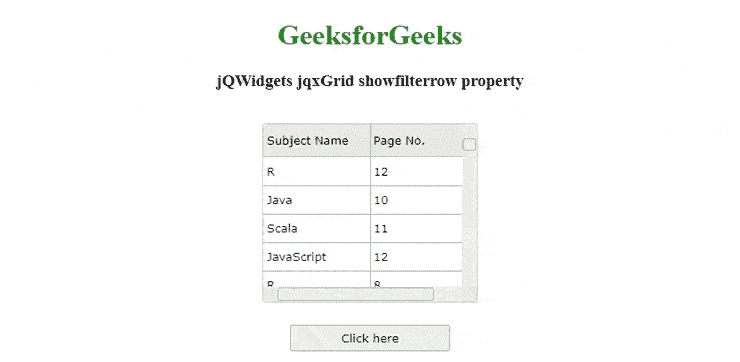 GeeksforGeeks
jQWidgets jqxGrid showfilterrow property
Subject Name Page No.
R 12
Java 10
Scala 11
JavaScript 12
R 8
Click here